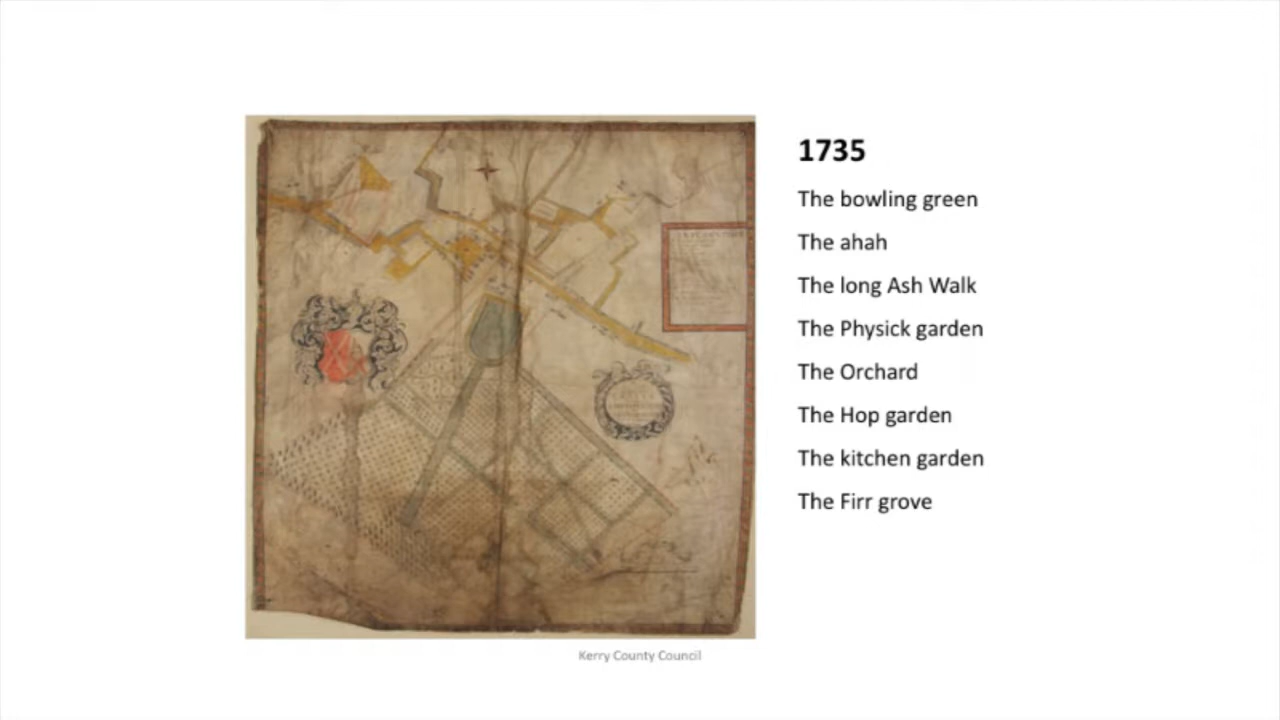 1735
The bowling green
The ahah
The long Ash Walk
The Physick garden
The Orchard
The Hop garden
The kitchen garden
The Firr grove
Kerry County Council